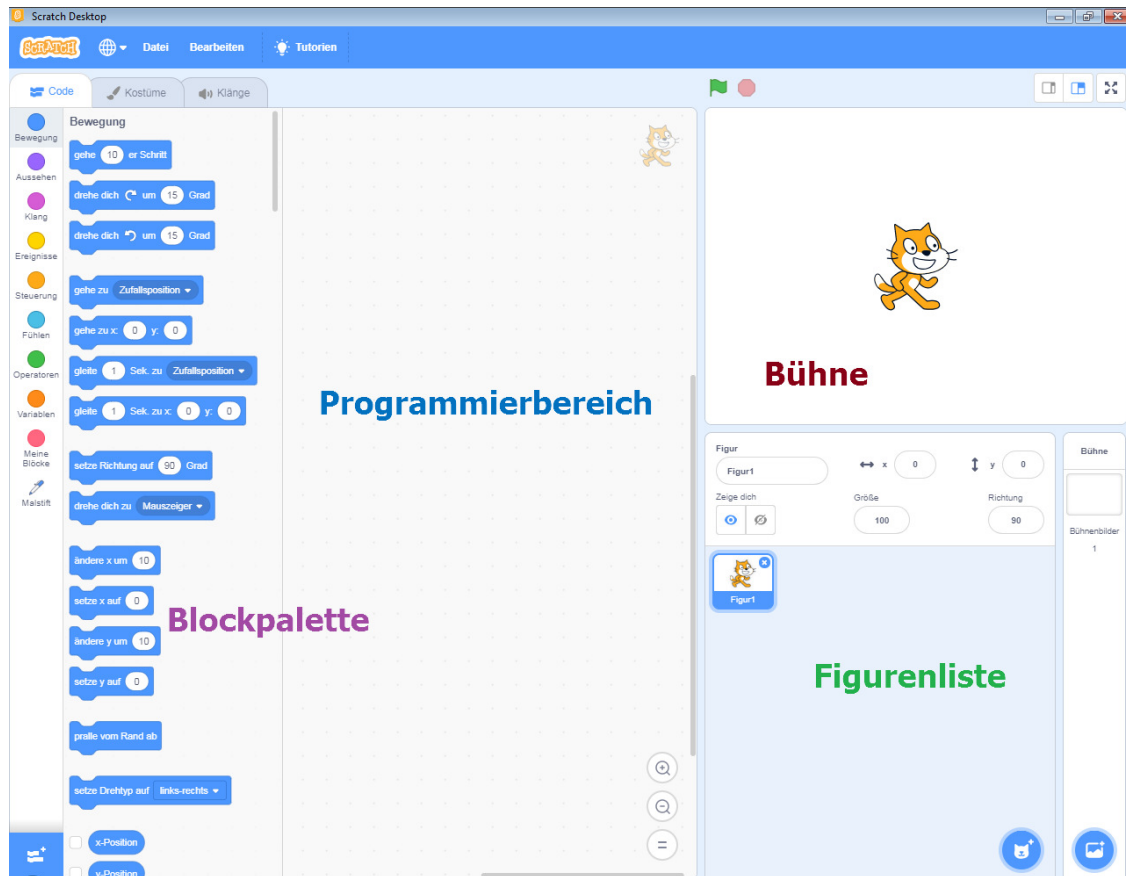 Scratch Desktop
SCRATCH
Datei Bearbeiten Tutorien
Code Kostüme Klänge
Bewegung
Aussehen
Klang
Ereignisse
Steuerung
Fühlen
Operatoren
Variablen
Meine
Blöcke
Malstift
Bewegung
gehe 10 er Schritt
drehe dich um 15 Grad
drehe dich um 15 Grad
gehe zu Zufallsposition
gehe zu x: 0 y: 0
gleite 1 Sek. zu Zufallsposition
gleite 1 Sek. zu x: 0 y: 0
setze Richtung auf 90 Grad
drehe dich zu Mauszeiger
ändere x um 10
setze x auf 0
ändere y um 10
setze y auf 0
pralle vom Rand ab
setze Drehtyp auf links-rechts
x-Position
y-Position
Blockpalette
Programmierbereich
Bühne
Figur
Figur1
x 0
y 0
Zeige dich
Größe
100
Richtung
90
Figur1
Figurenliste
Bühne
Bühnenbilder
1